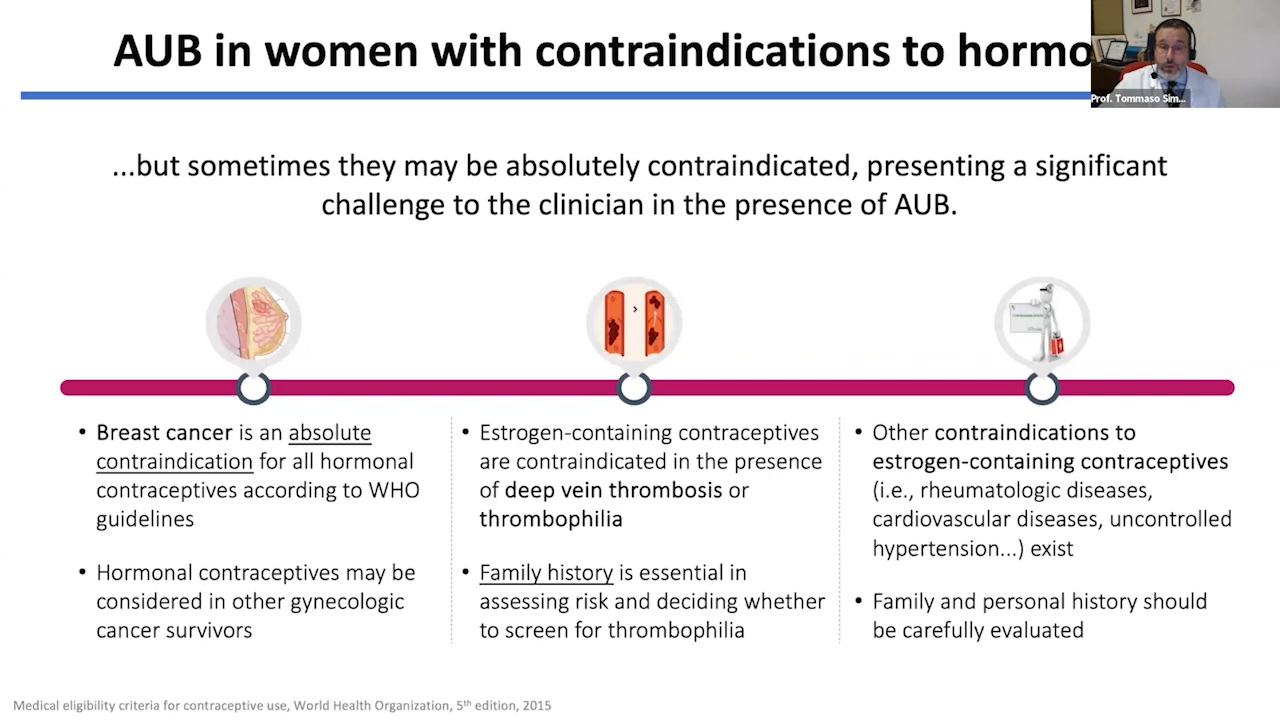 AUB in women with contraindications to hormo
Prof. Tommaso Sim...
...but sometimes they may be absolutely contraindicated, presenting a significant
challenge to the clinician in the presence of AUB.
• Breast cancer is an absolute
contraindication for all hormonal
contraceptives according to WHO
guidelines
• Hormonal contraceptives may be
considered in other gynecologic
cancer survivors
• Estrogen-containing contraceptives
are contraindicated in the presence
of deep vein thrombosis or
thrombophilia
• Family history is essential in
assessing risk and deciding whether
to screen for thrombophilia
• Other contraindications to
estrogen-containing contraceptives
(i.e., rheumatologic diseases,
cardiovascular diseases, uncontrolled
hypertension...) exist
• Family and personal history should
be carefully evaluated
Medical eligibility criteria for contraceptive use, World Health Organization, 5th edition, 2015